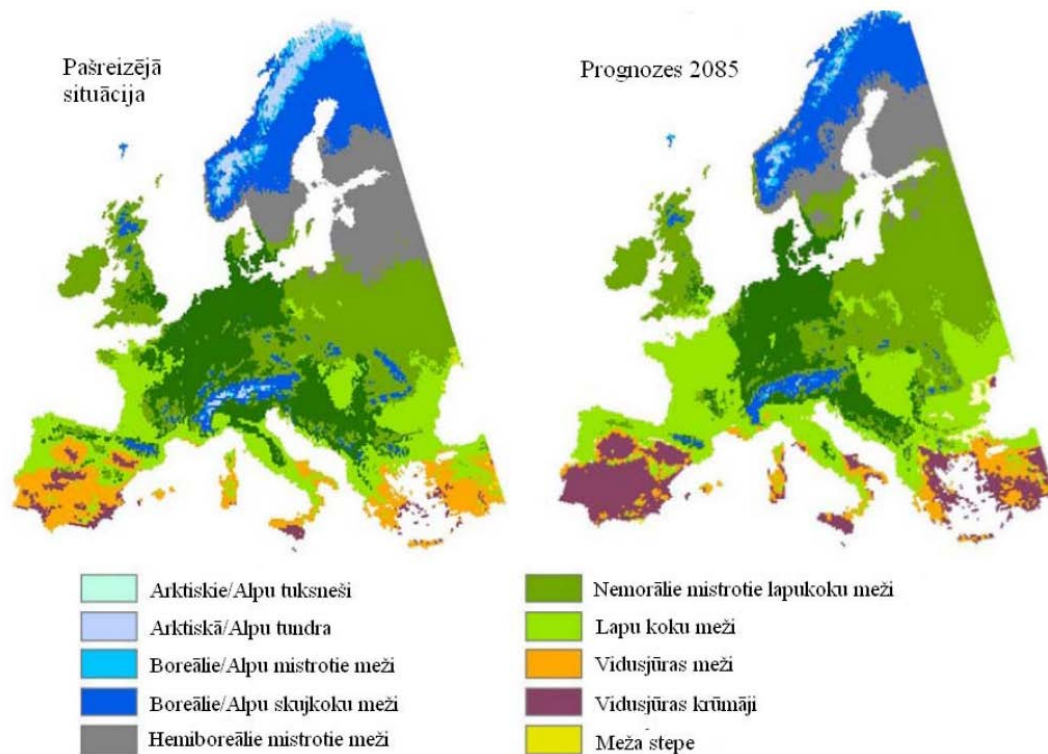 Pašreizējā
situācija
Prognozes 2085
Arktiskie/Alpu tuksneši
Arktiskā/Alpu tundra
Boreālie/Alpu mistrotie meži
Boreālie/Alpu skujkoku meži
Hemiboreālie mistrotie meži
Nemorālie mistrotie lapukoku meži
Lapu koku meži
Vidusjūras meži
Vidusjūras krūmāji
Meža stepe